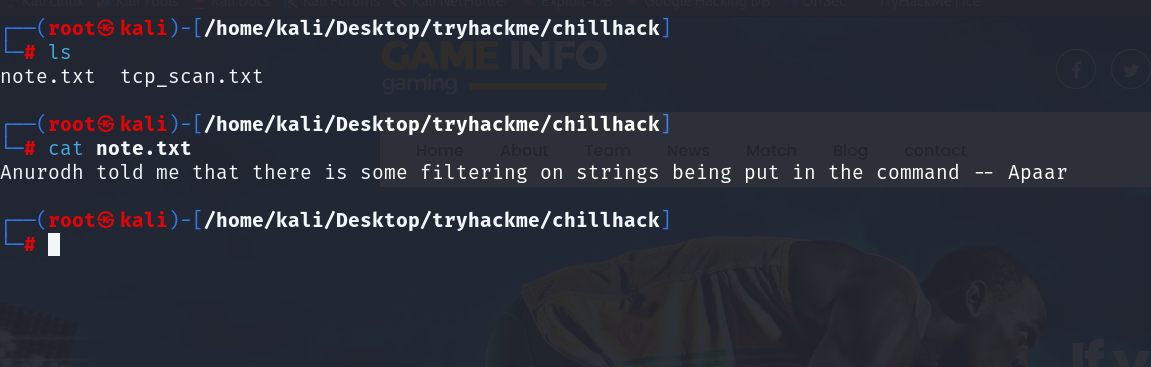 ┌──(root㉿kali)-[/home/kali/Desktop/tryhackme/chillhack]
└─# ls
note.txt  tcp_scan.txt
┌──(root㉿kali)-[/home/kali/Desktop/tryhackme/chillhack]
└─# cat note.txt
Anurodh told me that there is some filtering on strings being put in the command -- Apaar
┌──(root㉿kali)-[/home/kali/Desktop/tryhackme/chillhack]
└─#
GAME INFO
gaming
Home About Team News Match Blog contact
If y